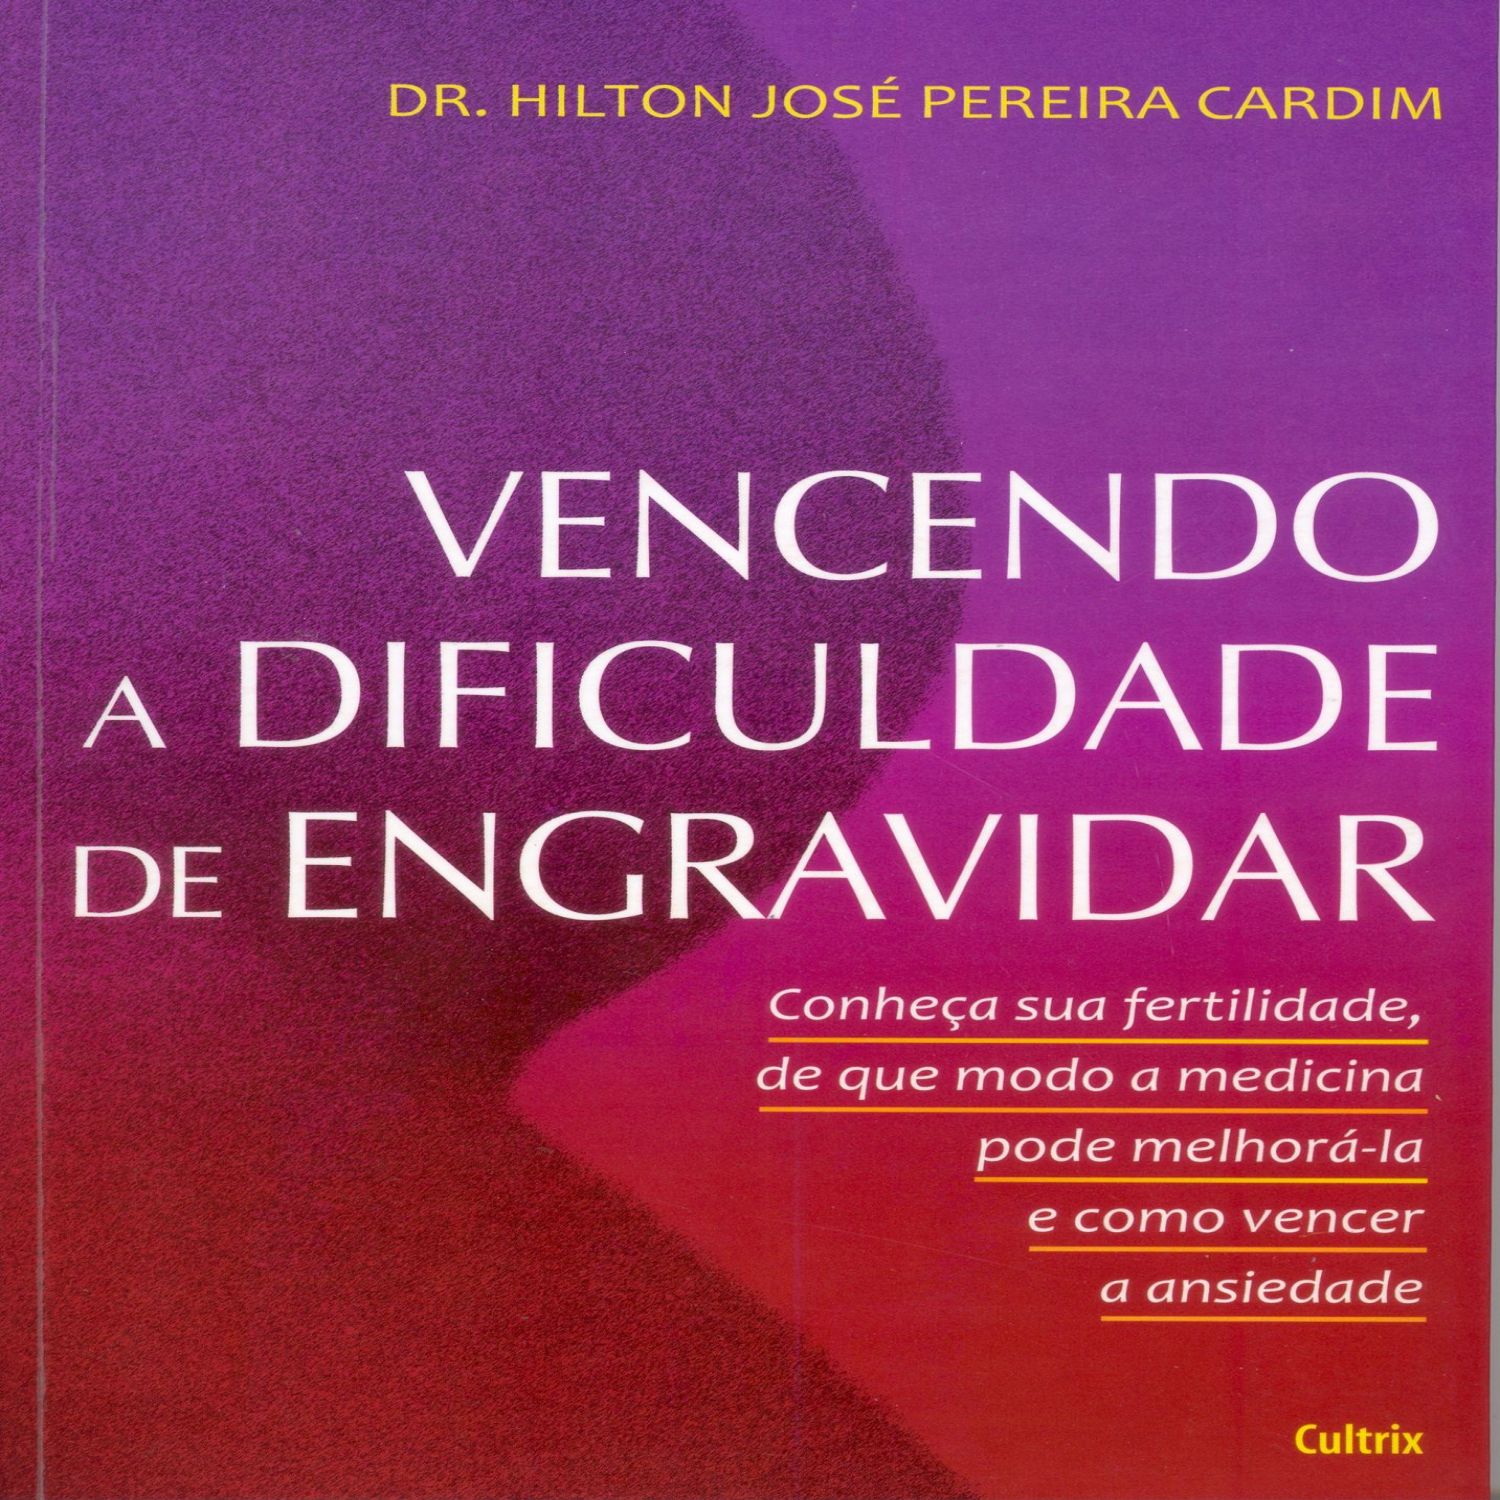 DR. HILTON JOSÉ PEREIRA CARDIM
VENCENDO
A DIFICULDADE
DE ENGRAVIDAR
Conheça sua fertilidade,
de que modo a medicina
pode melhorá-la
e como vencer
a ansiedade
Cultrix